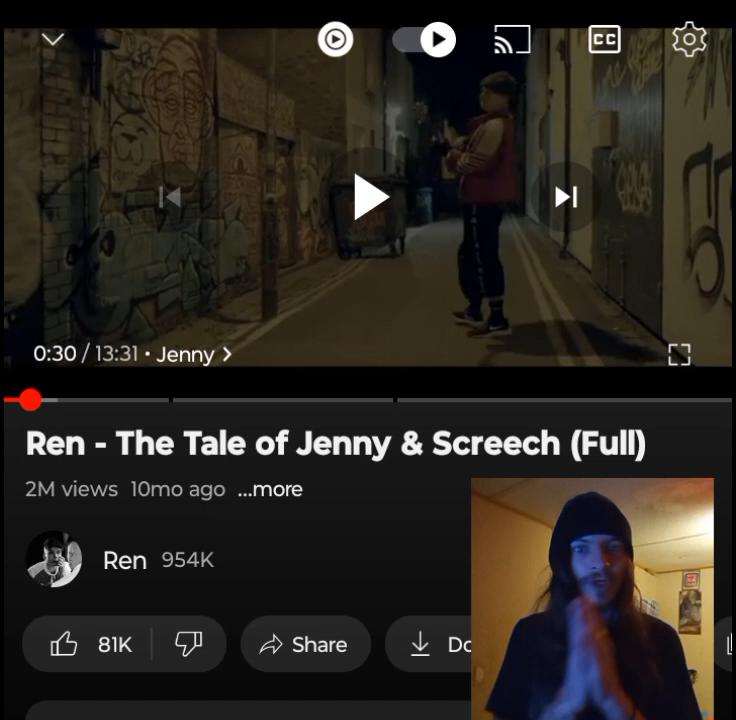 CC
0:30 / 13:31 • Jenny >
Ren - The Tale of Jenny & Screech (Full)
2M views 10mo ago ...more
Ren 954K
81K Share Do